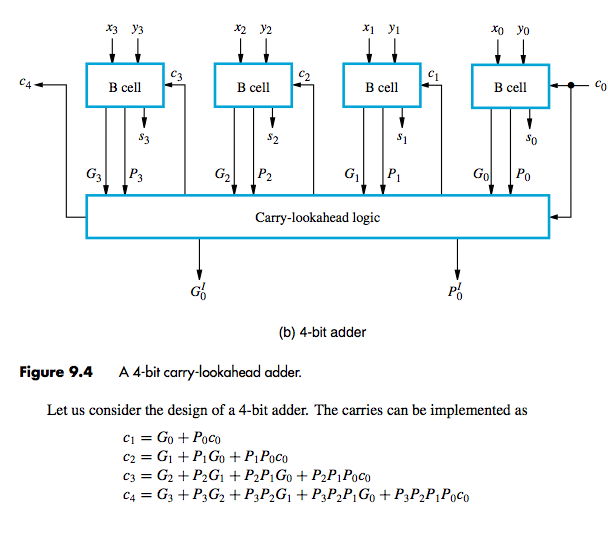 x3 y3 x2 y2 x1 y1 x0 y0
c4 B cell c3 B cell c2 B cell c1 B cell c0
s3 s2 s1 s0
G3 P3 G2 P2 G1 P1 G0 P0
Carry-lookahead logic
G0^I P0^I
(b) 4-bit adder
Figure 9.4 A 4-bit carry-lookahead adder.
Let us consider the design of a 4-bit adder. The carries can be implemented as
c1 = G0 + P0c0
c2 = G1 + P1G0 + P1P0c0
c3 = G2 + P2G1 + P2P1G0 + P2P1P0c0
c4 = G3 + P3G2 + P3P2G1 + P3P2P1G0 + P3P2P1P0c0